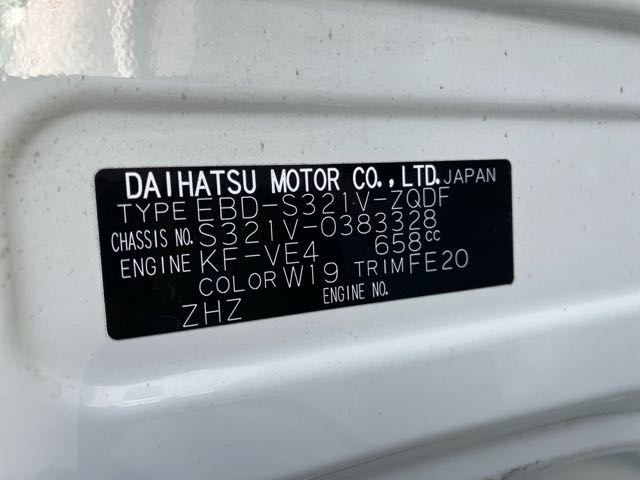 DAIHATSU MOTOR CO., LTD. JAPAN
TYPE EBD-S321V-ZQDF
CHASSIS NO. S321V-0383328
ENGINE KF-VE4 658cc
COLOR W19 TRIM FE20
ENGINE NO.
ZHZ